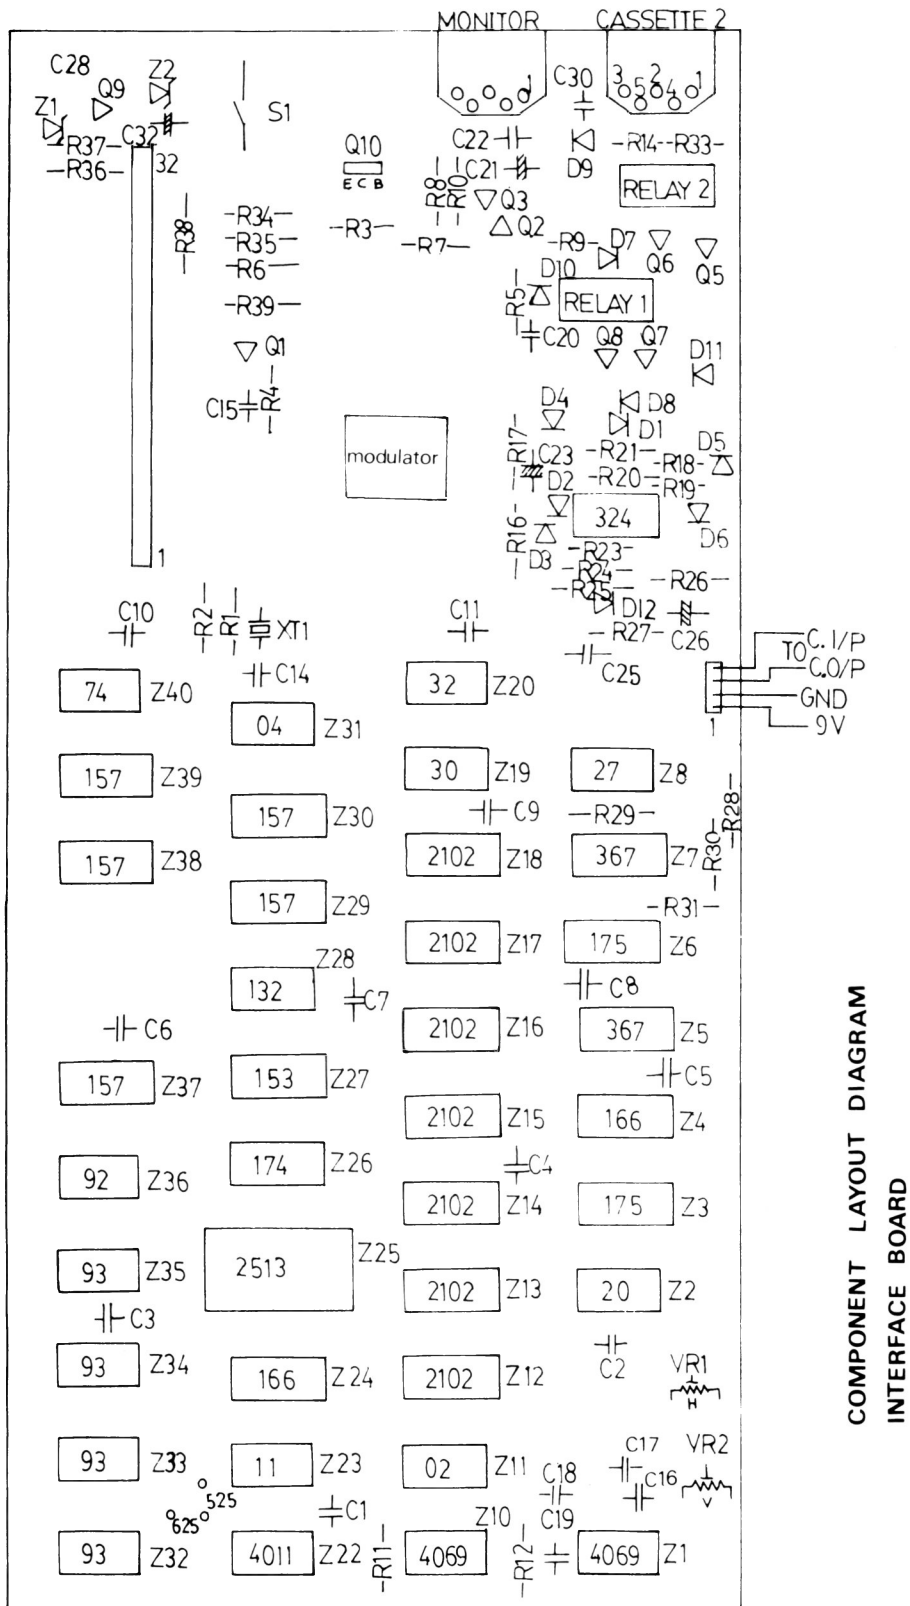 MONITOR
CASSETTE 2
C28
Z2
Q9
Z1
C32
32
-R37-
-R36-
S1
Q10
E C B
C22
C21
1
C30
3 5 2 4 1
D9
-R14-
-R33-
RELAY 2
-R8-
-R10-
Q3
Q2
-R38-
-R34-
-R35-
-R6-
-R39-
-R3-
-R7-
-R9-
D7
Q6
Q5
D10
-R5-
RELAY 1
C20
Q8
Q7
D11
Q1
C15
-R4-
D4
D8
D1
modulator
-R17-
C23
-R21-
-R20-
-R18-
D5
-R19-
D2
324
D6
-R16-
D3
-R23-
-R24-
-R25-
-R26-
D12
1
C10
-R2-
-R1-
XT1
C11
-R27-
C26
C25
C14
TO
C.I/P
C.O/P
GND
9V
1
74 Z40
04 Z31
32 Z20
157 Z39
30 Z19
27 Z8
157 Z30
C9
-R29-
-R28-
157 Z38
2102 Z18
367 Z7
-R30-
157 Z29
-R31-
2102 Z17
175 Z6
132 Z28
C7
C8
C6
2102 Z16
367 Z5
157 Z37
153 Z27
C5
2102 Z15
166 Z4
92 Z36
174 Z26
C4
2102 Z14
175 Z3
93 Z35
2513 Z25
2102 Z13
20 Z2
C3
C2
93 Z34
166 Z24
2102 Z12
VR1
H
93 Z33
11 Z23
02 Z11
C17
VR2
C18
C16
V
525
625
C1
Z10
C19
93 Z32
4011 Z22
-R11-
4069
-R12-
4069 Z1
COMPONENT LAYOUT DIAGRAM
INTERFACE BOARD